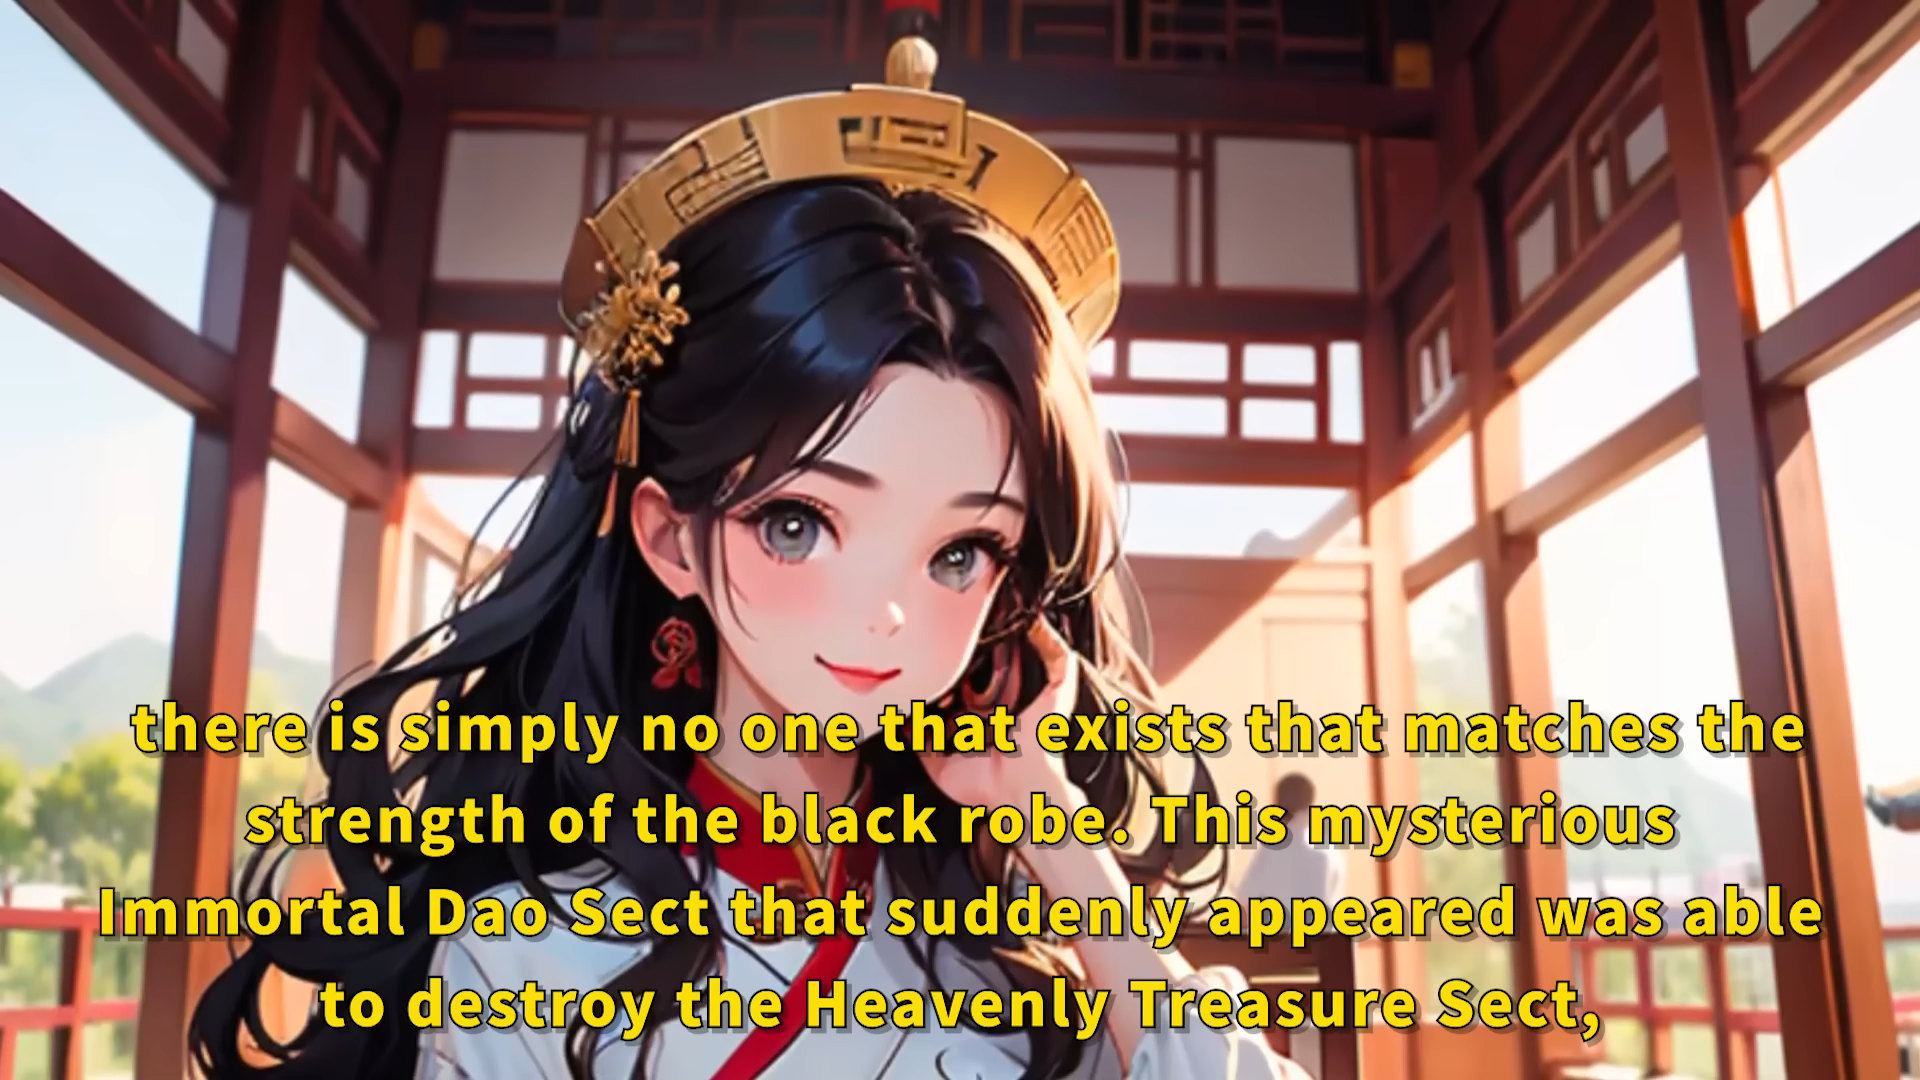 there is simply no one that exists that matches the
strength of the black robe. This mysterious
Immortal Dao Sect that suddenly appeared was able
to destroy the Heavenly Treasure Sect,